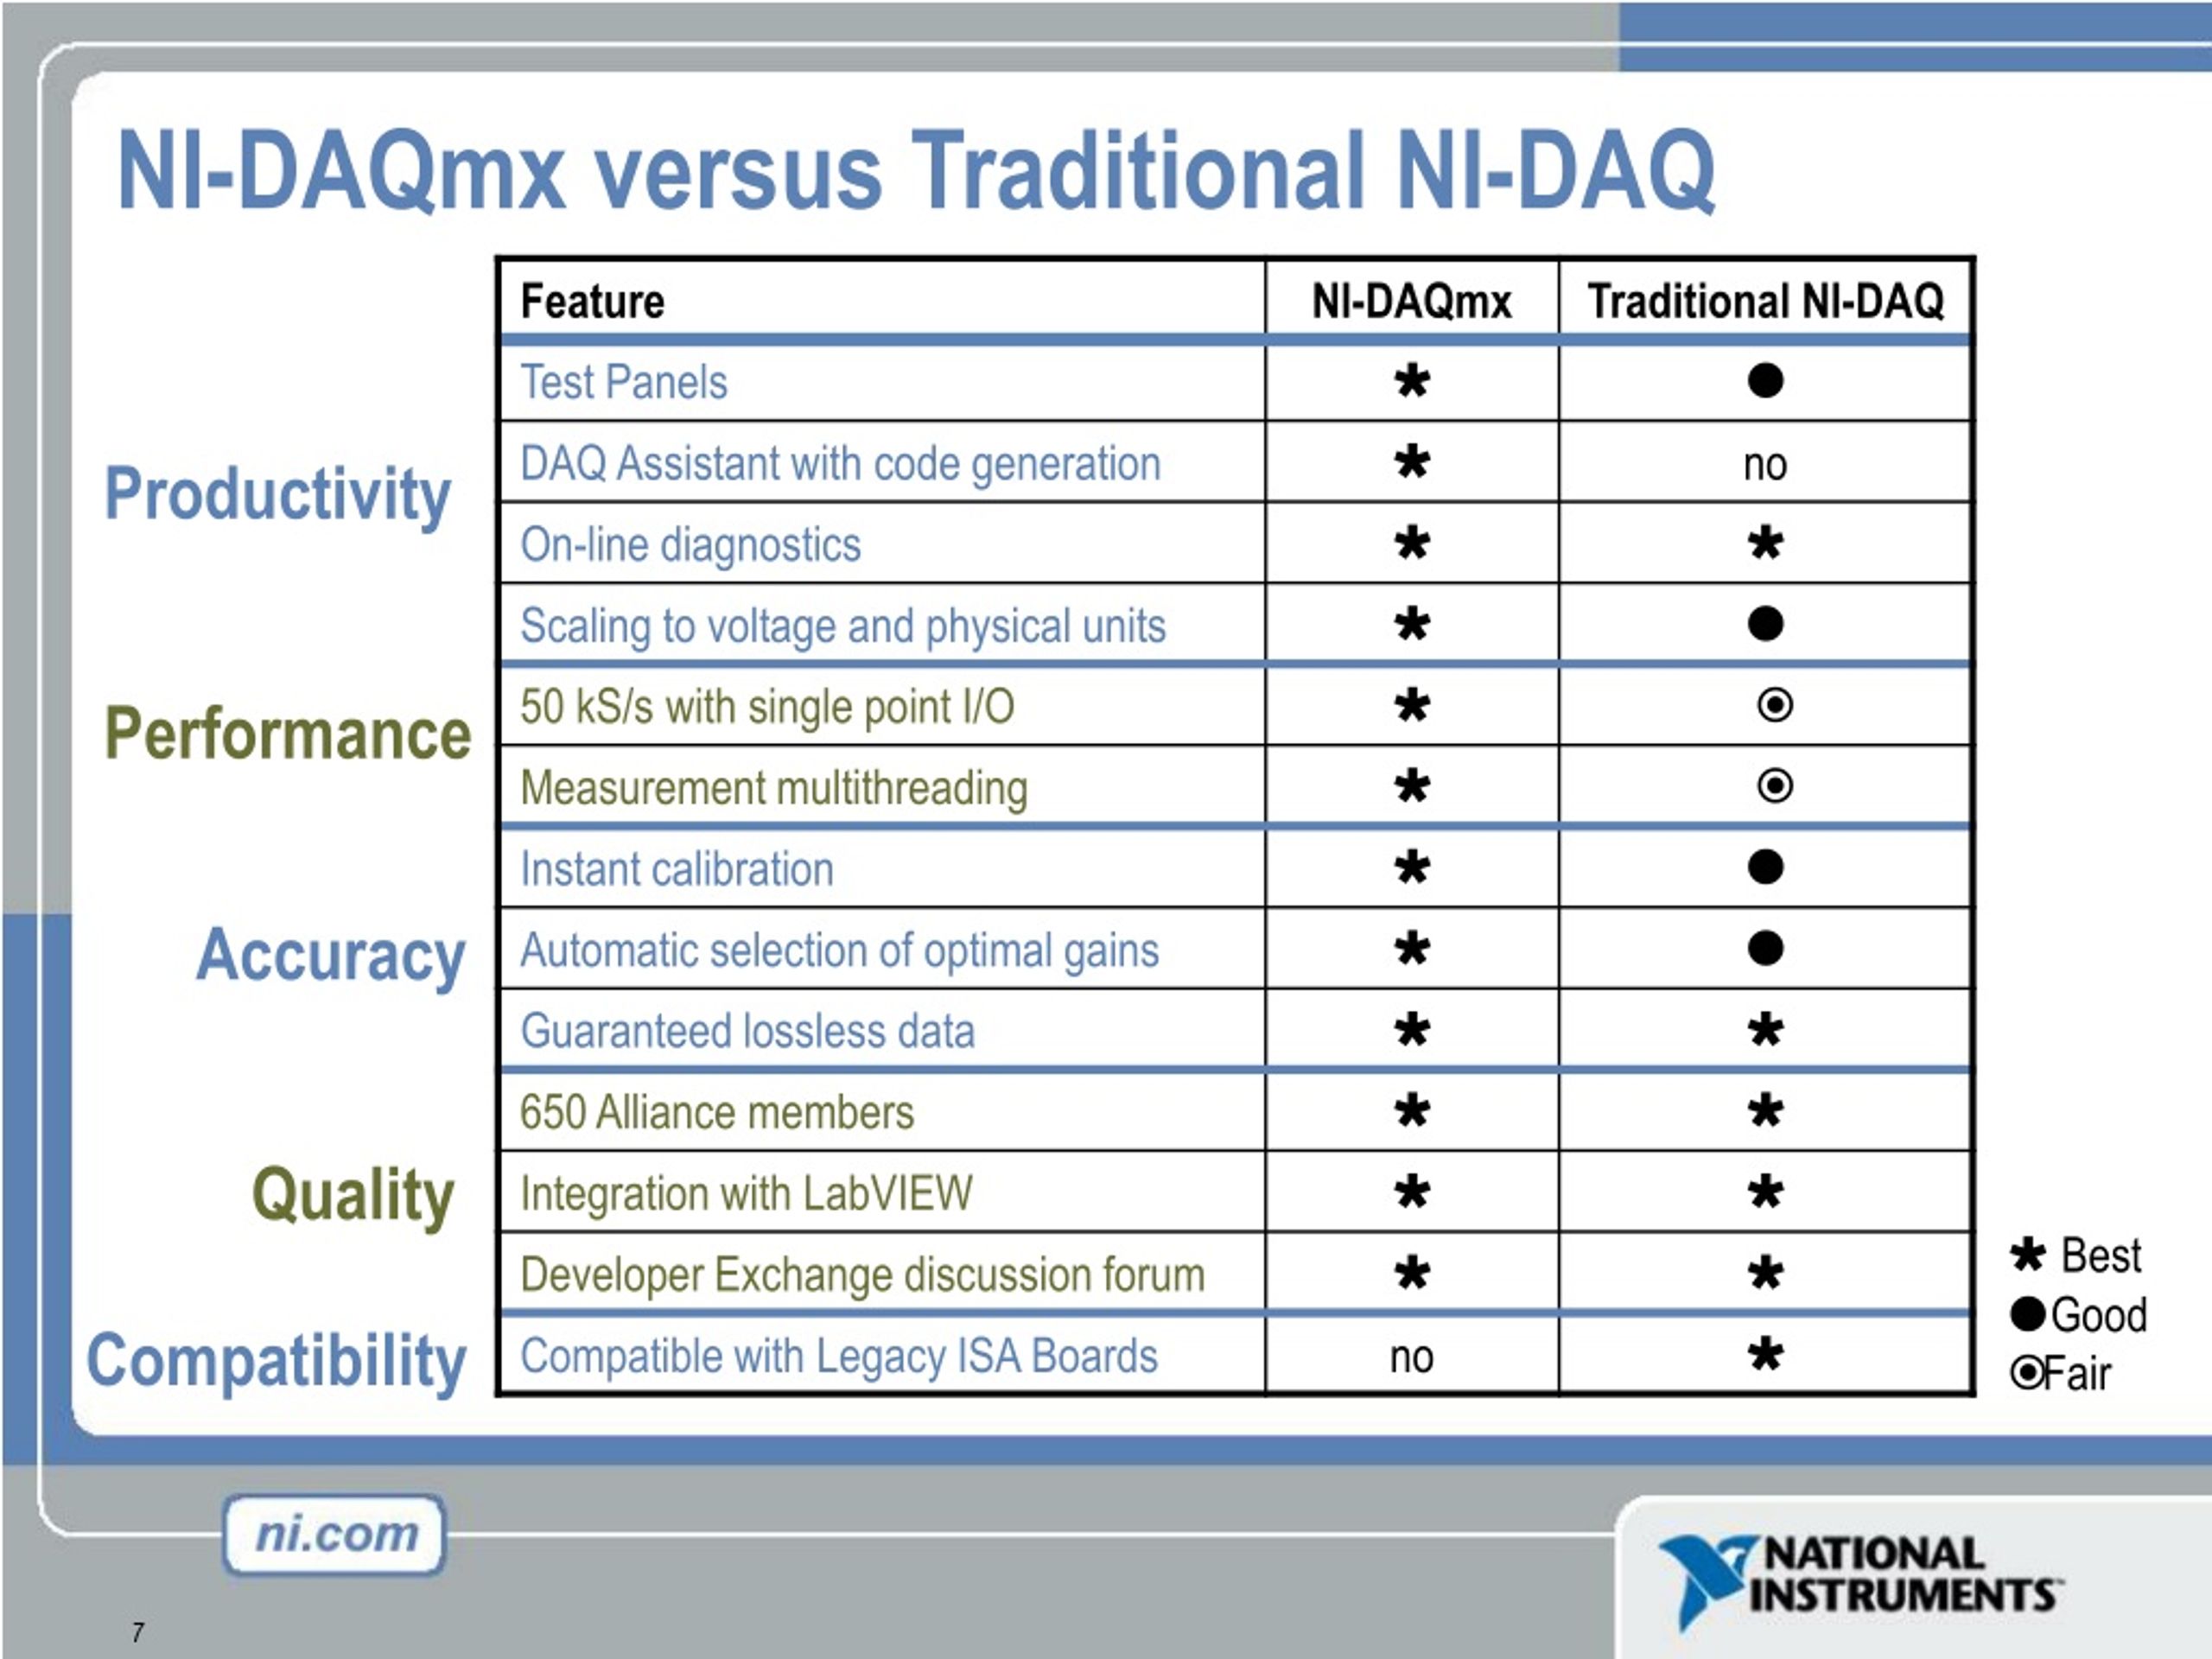 NI-DAQmx versus Traditional NI-DAQ
Feature NI-DAQmx Traditional NI-DAQ
Productivity
Test Panels * ●
DAQ Assistant with code generation * no
On-line diagnostics * *
Scaling to voltage and physical units * ●
Performance
50 kS/s with single point I/O * ⦿
Measurement multithreading * ⦿
Accuracy
Instant calibration * ●
Automatic selection of optimal gains * ●
Guaranteed lossless data * *
Quality
650 Alliance members * *
Integration with LabVIEW * *
Developer Exchange discussion forum * *
Compatibility
Compatible with Legacy ISA Boards no *
* Best
● Good
⦿ Fair
ni.com
NATIONAL
INSTRUMENTS™
7